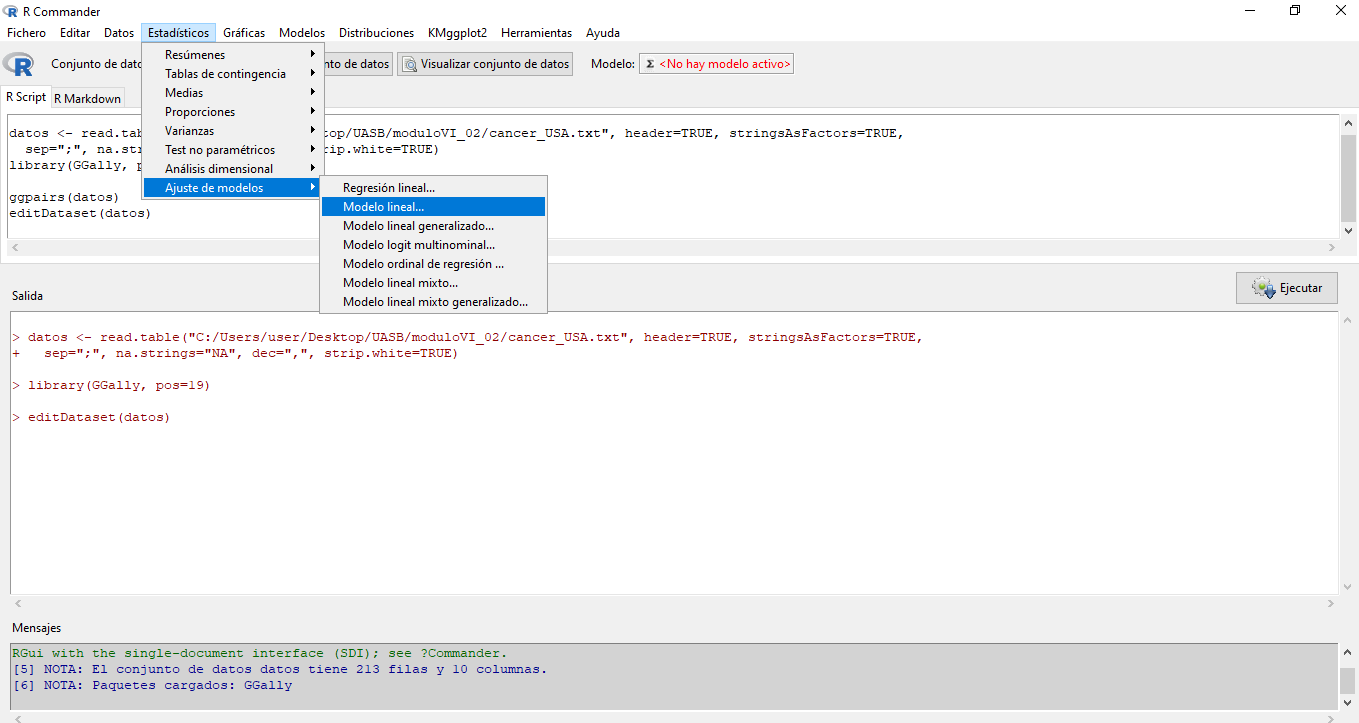 R Commander
Fichero Editar Datos Estadísticos Gráficas Modelos Distribuciones KMggplot2 Herramientas Ayuda
Conjunto de dato nto de datos Visualizar conjunto de datos Modelo: Σ <No hay modelo activo>
R Script R Markdown
Resúmenes
Tablas de contingencia
Medias
Proporciones
Varianzas
Test no paramétricos
Análisis dimensional
Ajuste de modelos
Regresión lineal...
Modelo lineal...
Modelo lineal generalizado...
Modelo logit multinominal...
Modelo ordinal de regresión ...
Modelo lineal mixto...
Modelo lineal mixto generalizado...
datos <- read.tab top/UASB/moduloVI_02/cancer_USA.txt", header=TRUE, stringsAsFactors=TRUE,
sep=";", na.str rip.white=TRUE)
library(GGally, p
ggpairs(datos)
editDataset(datos)
Salida
Ejecutar
> datos <- read.table("C:/Users/user/Desktop/UASB/moduloVI_02/cancer_USA.txt", header=TRUE, stringsAsFactors=TRUE,
+ sep=";", na.strings="NA", dec=",", strip.white=TRUE)
> library(GGally, pos=19)
> editDataset(datos)
Mensajes
RGui with the single-document interface (SDI); see ?Commander.
[5] NOTA: El conjunto de datos datos tiene 213 filas y 10 columnas.
[6] NOTA: Paquetes cargados: GGally